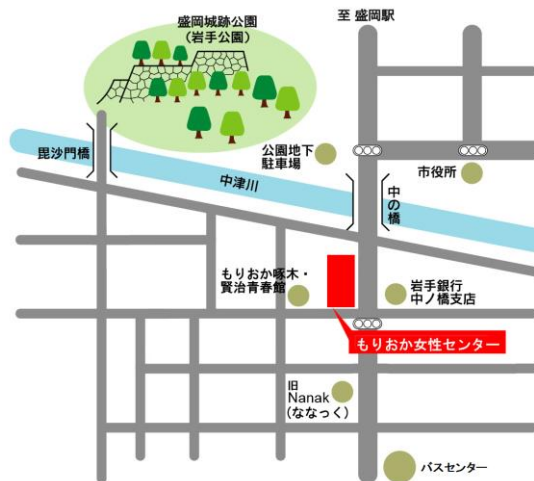 盛岡城跡公園
（岩手公園）
至 盛岡駅
毘沙門橋
公園地下
駐車場
市役所
中津川
中の橋
もりおか啄木・
賢治青春館
岩手銀行
中ノ橋支店
もりおか女性センター
旧
Nanak
(ななっく)
バスセンター